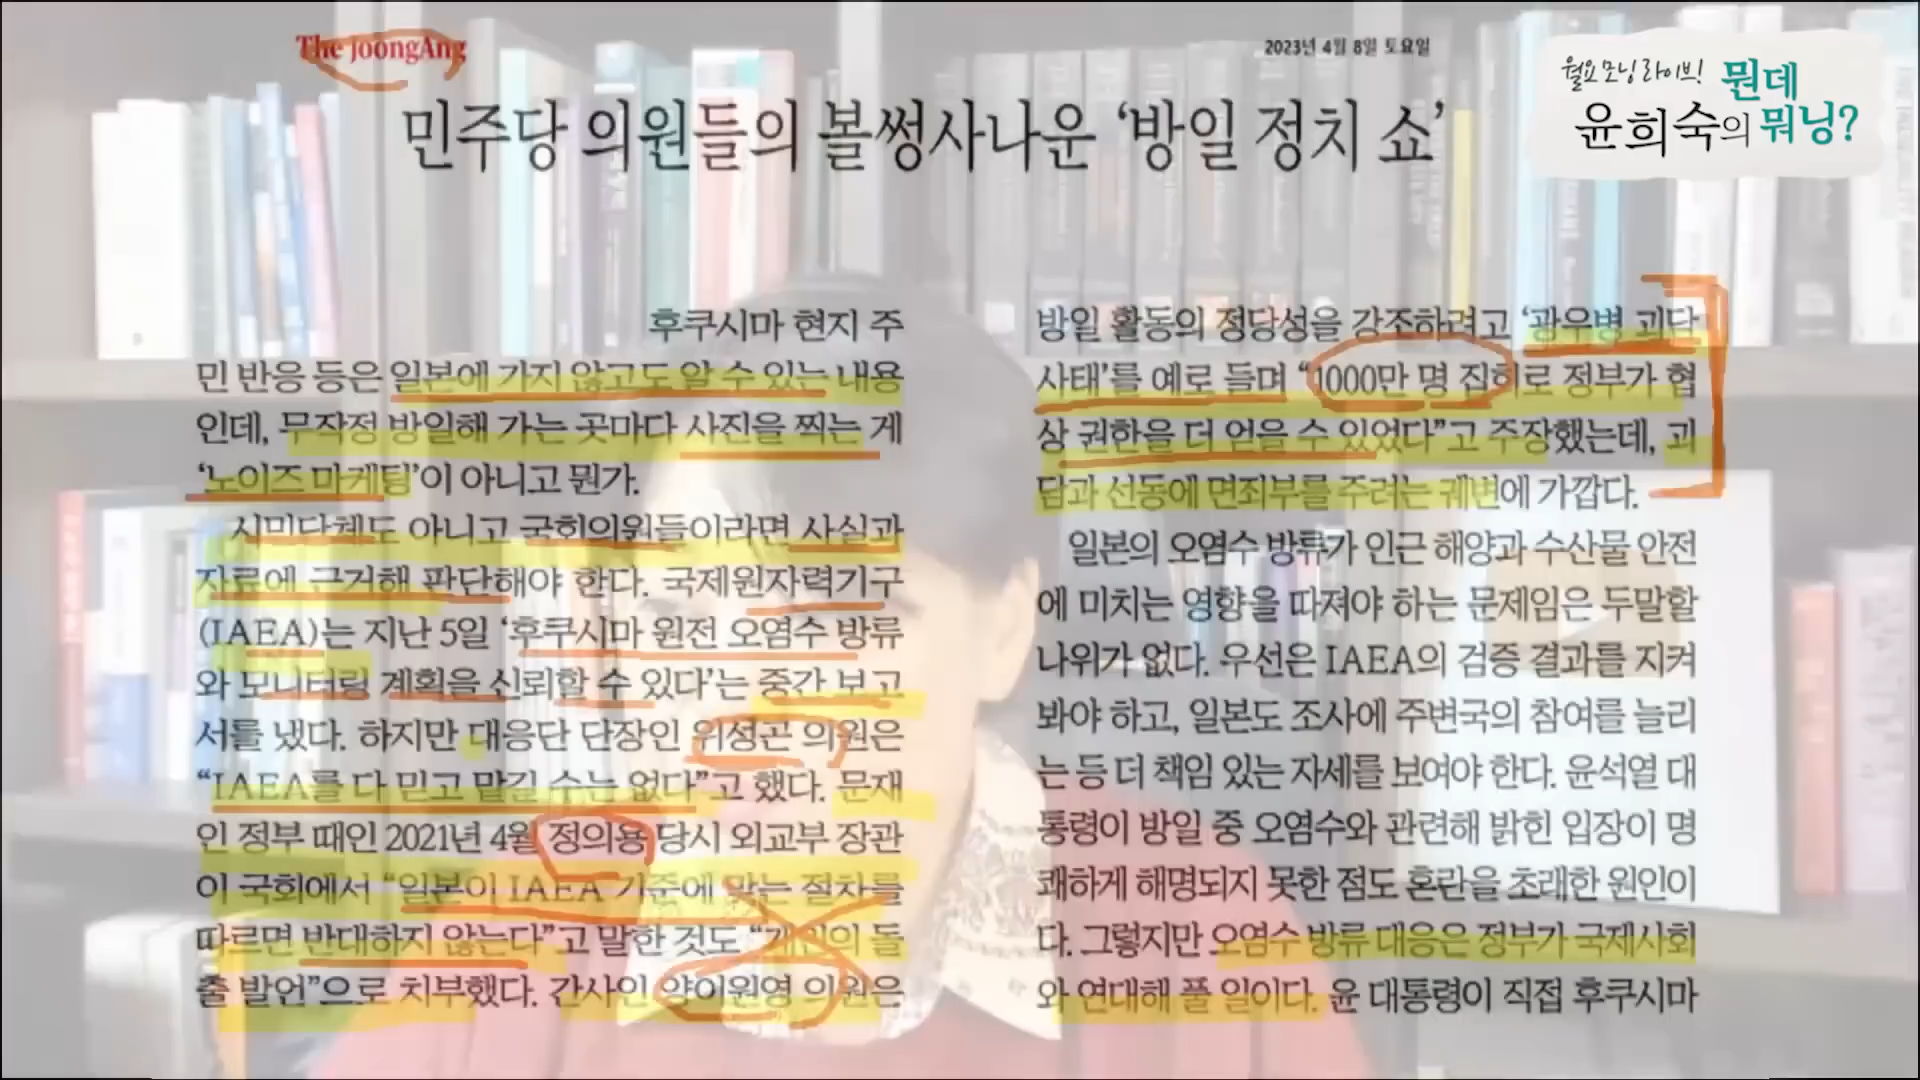 The JoongAng
2023년 4월 8일 토요일
월요 모닝 라이브!
뭔데
윤희숙의 뭐닝?
민주당 의원들의 볼썽사나운 ‘방일 정치 쇼’
후쿠시마 현지 주
민 반응 등은 일본에 가지 않고도 알 수 있는 내용
인데, 무작정 방일해 가는 곳마다 사진을 찍는 게
‘노이즈 마케팅’이 아니고 뭔가.
시민단체도 아니고 국회의원들이라면 사실과
자료에 근거해 판단해야 한다. 국제원자력기구
(IAEA)는 지난 5일 ‘후쿠시마 원전 오염수 방류
와 모니터링 계획을 신뢰할 수 있다’는 중간 보고
서를 냈다. 하지만 대응단 단장인 위성곤 의원은
“IAEA를 다 믿고 맡길 수는 없다”고 했다. 문재
인 정부 때인 2021년 4월 정의용 당시 외교부 장관
이 국회에서 “일본이 IAEA 기준에 맞는 절차를
따르면 반대하지 않는다”고 말한 것도 “개인의 돌
출 발언”으로 치부했다. 간사인 양이원영 의원은
방일 활동의 정당성을 강조하려고 ‘광우병 괴담
사태’를 예로 들며 “1000만 명 집회로 정부가 협
상 권한을 더 얻을 수 있었다”고 주장했는데, 괴
담과 선동에 면죄부를 주려는 궤변에 가깝다.
일본의 오염수 방류가 인근 해양과 수산물 안전
에 미치는 영향을 따져야 하는 문제임은 두말할
나위가 없다. 우선은 IAEA의 검증 결과를 지켜
봐야 하고, 일본도 조사에 주변국의 참여를 늘리
는 등 더 책임 있는 자세를 보여야 한다. 윤석열 대
통령이 방일 중 오염수와 관련해 밝힌 입장이 명
쾌하게 해명되지 못한 점도 혼란을 초래한 원인이
다. 그렇지만 오염수 방류 대응은 정부가 국제사회
와 연대해 풀 일이다. 윤 대통령이 직접 후쿠시마